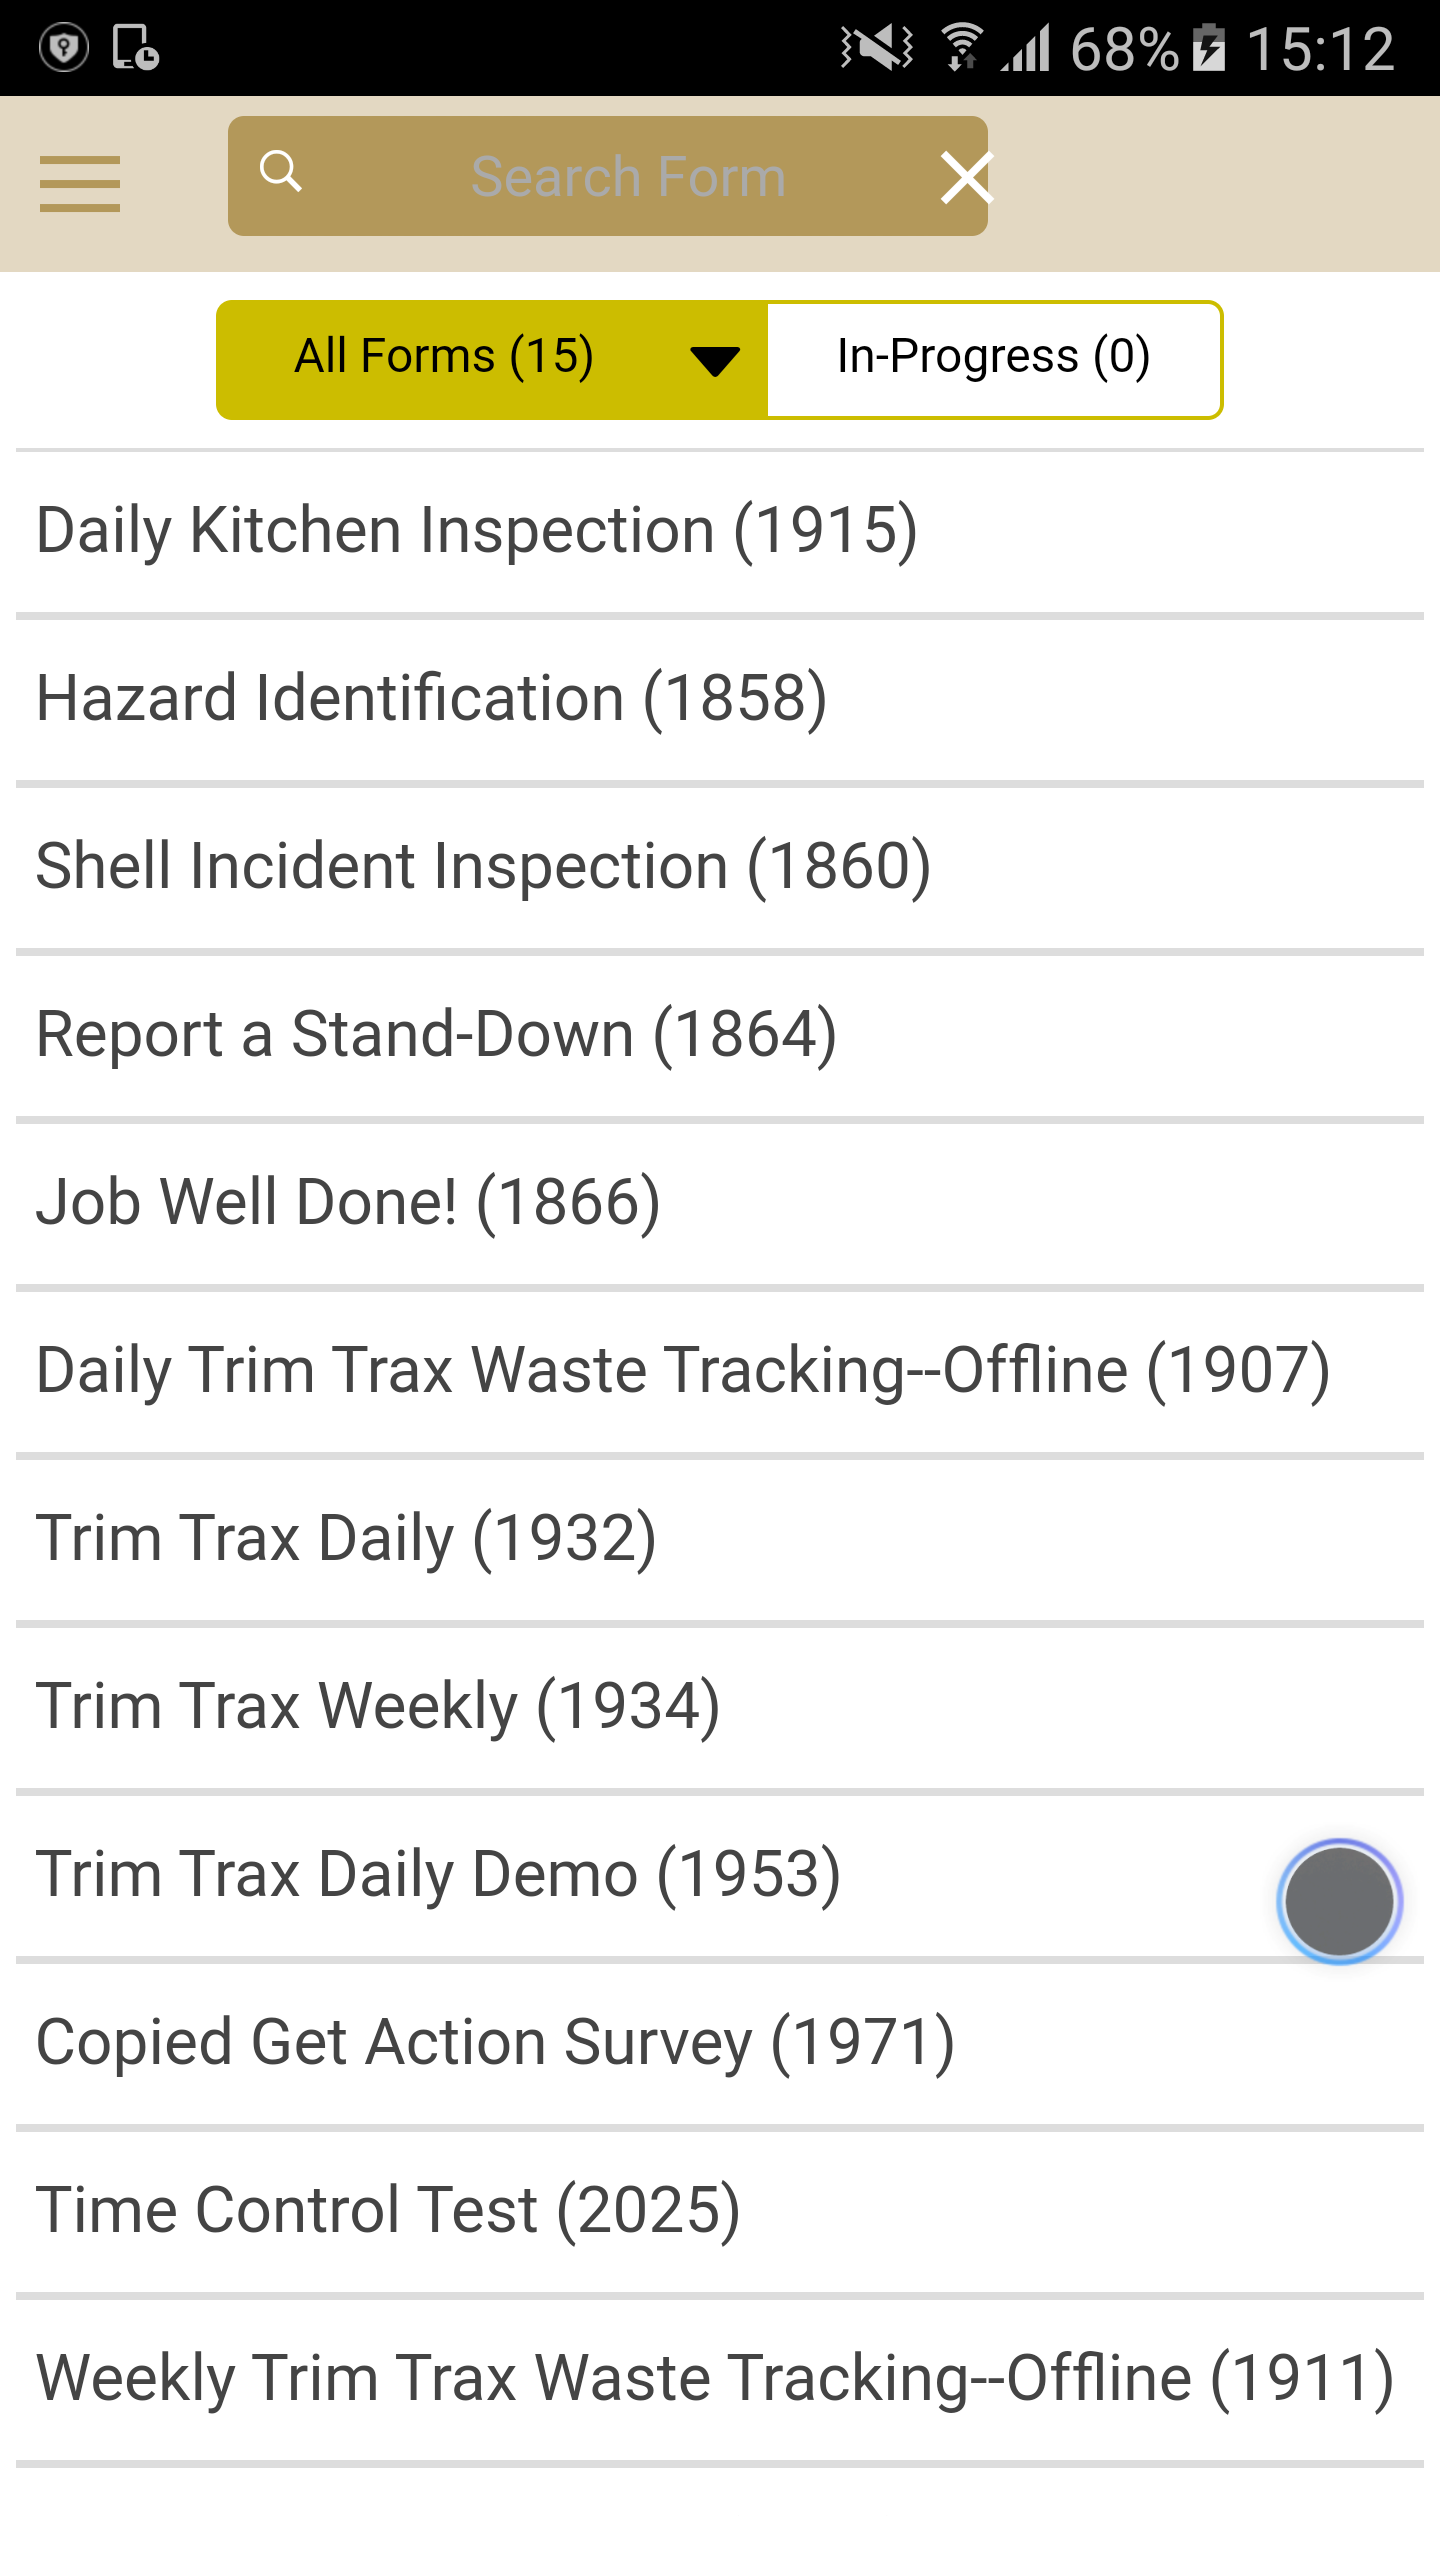 68% 15:12
Search Form
All Forms (15) In-Progress (0)
Daily Kitchen Inspection (1915)
Hazard Identification (1858)
Shell Incident Inspection (1860)
Report a Stand-Down (1864)
Job Well Done! (1866)
Daily Trim Trax Waste Tracking--Offline (1907)
Trim Trax Daily (1932)
Trim Trax Weekly (1934)
Trim Trax Daily Demo (1953)
Copied Get Action Survey (1971)
Time Control Test (2025)
Weekly Trim Trax Waste Tracking--Offline (1911)